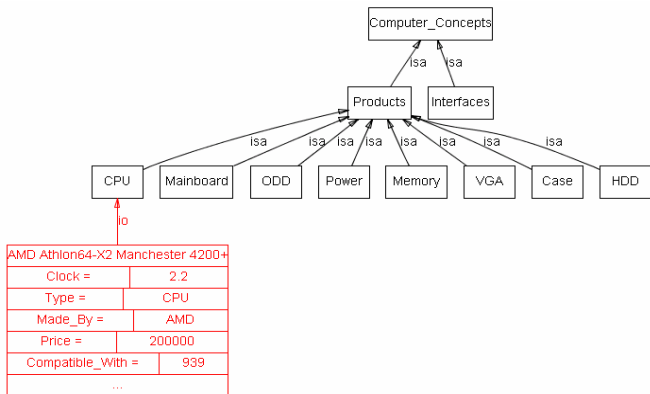 Computer_Concepts
isa isa
Products Interfaces
isa isa isa isa isa isa isa isa
CPU Mainboard ODD Power Memory VGA Case HDD
io
AMD Athlon64-X2 Manchester 4200+
Clock = 2.2
Type = CPU
Made_By = AMD
Price = 200000
Compatible_With = 939
...